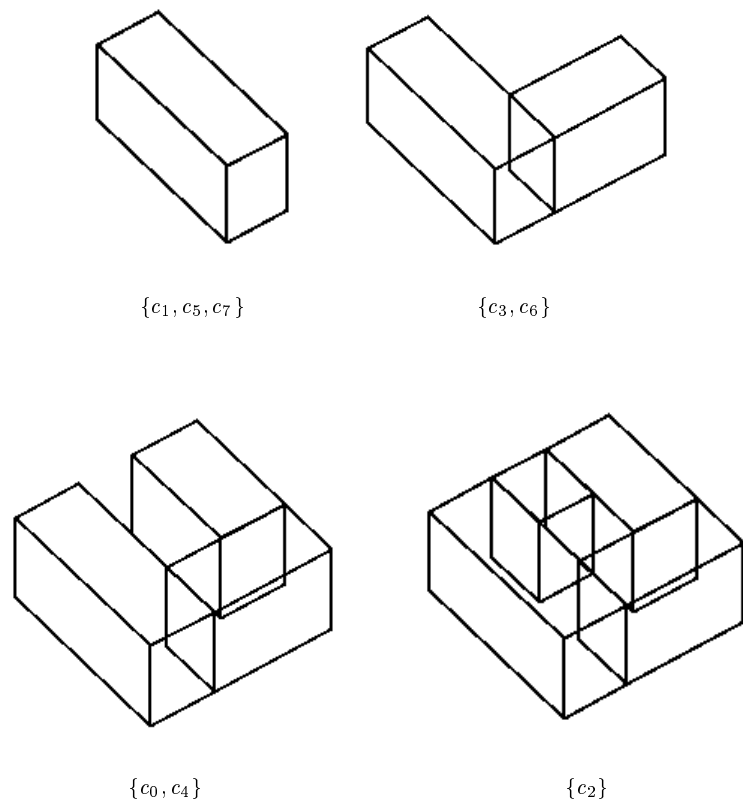 {c₁, c₅, c₇}
{c₃, c₆}
{c₀, c₄}
{c₂}